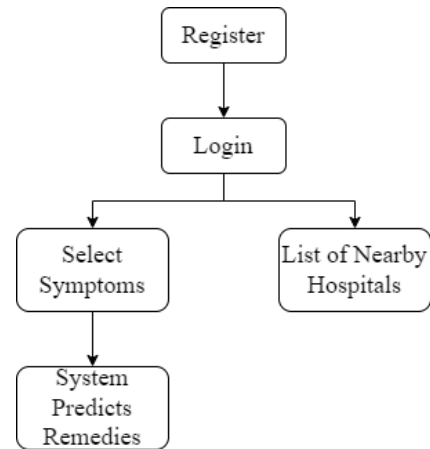 Register
Login
Select
Symptoms
List of Nearby
Hospitals
System
Predicts
Remedies